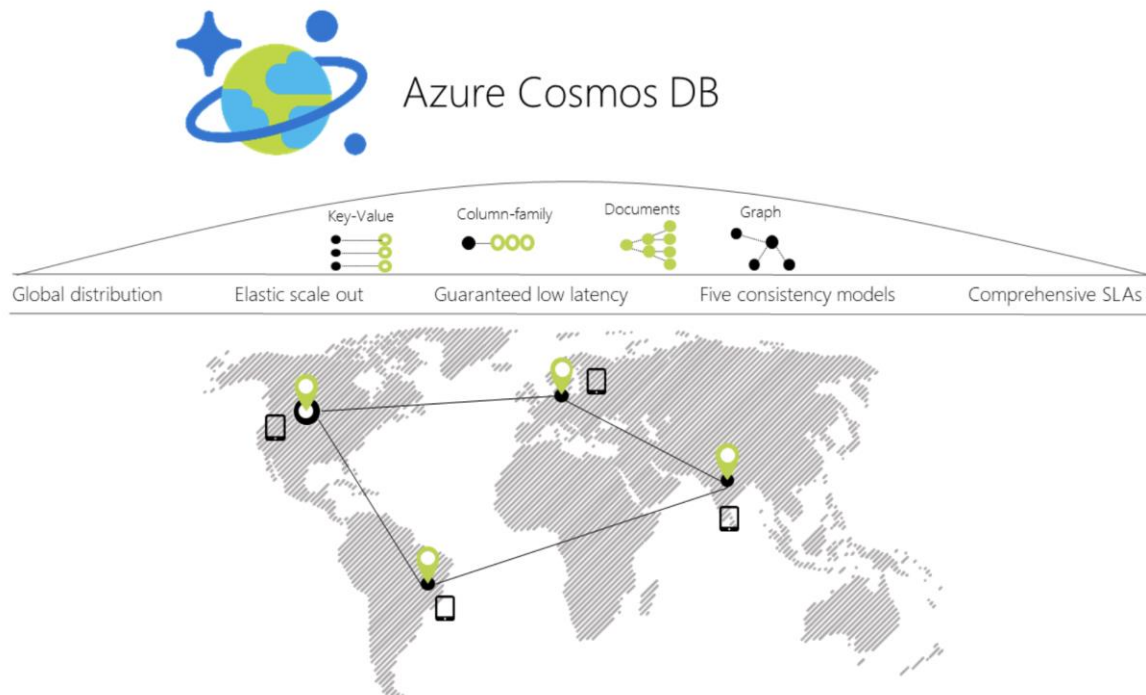 Azure Cosmos DB
Key-Value
Column-family
Documents
Graph
Global distribution
Elastic scale out
Guaranteed low latency
Five consistency models
Comprehensive SLAs